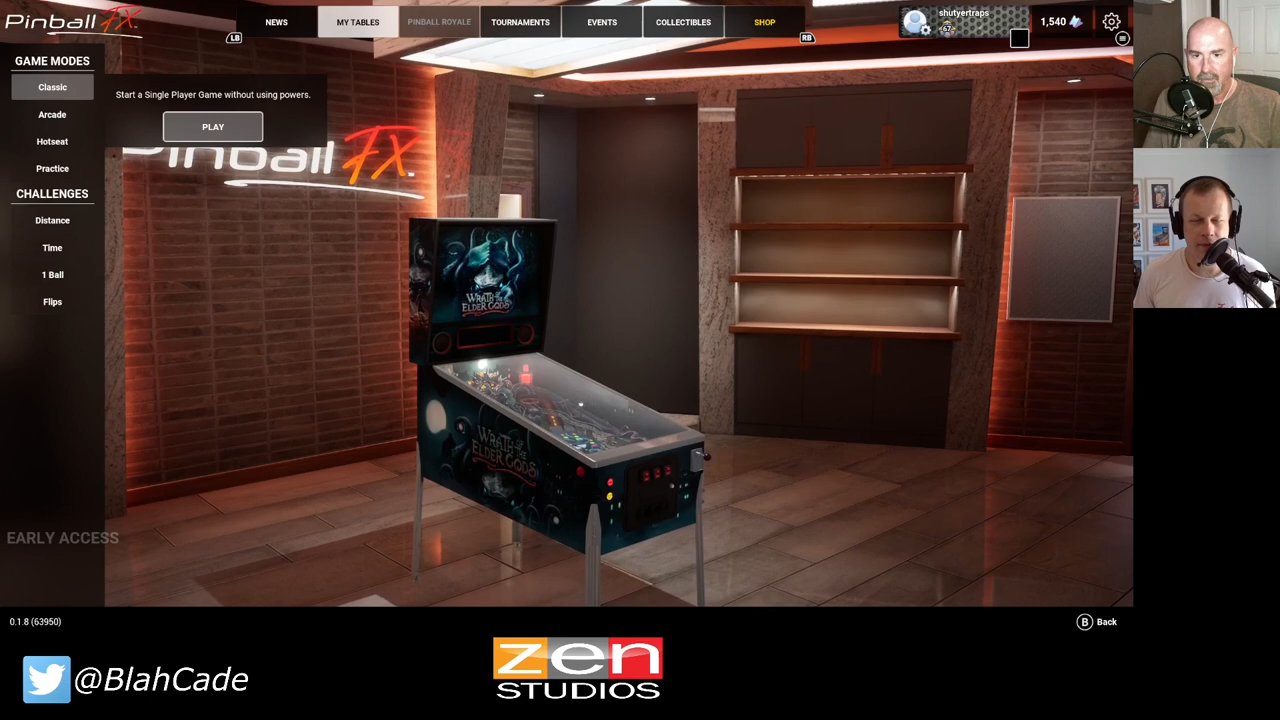 Pinball FX
NEWS
MY TABLES
PINBALL ROYALE
TOURNAMENTS
EVENTS
COLLECTIBLES
SHOP
shutyertraps
67
1,540
LB
RB
GAME MODES
Classic
Arcade
Hotseat
Practice
CHALLENGES
Distance
Time
1 Ball
Flips
Start a Single Player Game without using powers.
PLAY
Pinball FX
WRATH OF THE
ELDER GODS
WRATH OF THE
ELDER GODS
EARLY ACCESS
0.1.8 (63950)
B Back
@BlahCade
zen
STUDIOS